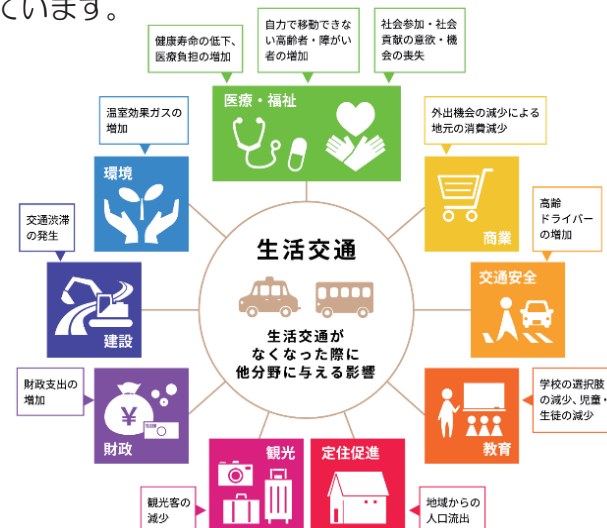 ています。
健康寿命の低下、
医療負担の増加
自力で移動できな
い高齢者・障がい
者の増加
社会参加・社会
貢献の意欲・機
会の喪失
医療・福祉
温室効果ガスの
増加
環境
外出機会の減少による
地元の消費減少
商業
交通渋滞
の発生
建設
高齢
ドライバー
の増加
交通安全
生活交通
生活交通が
なくなった際に
他分野に与える影響
財政支出の
増加
¥
財政
学校の選択肢
の減少、児童・
生徒の減少
教育
観光
観光客の
減少
定住促進
地域からの
人口流出